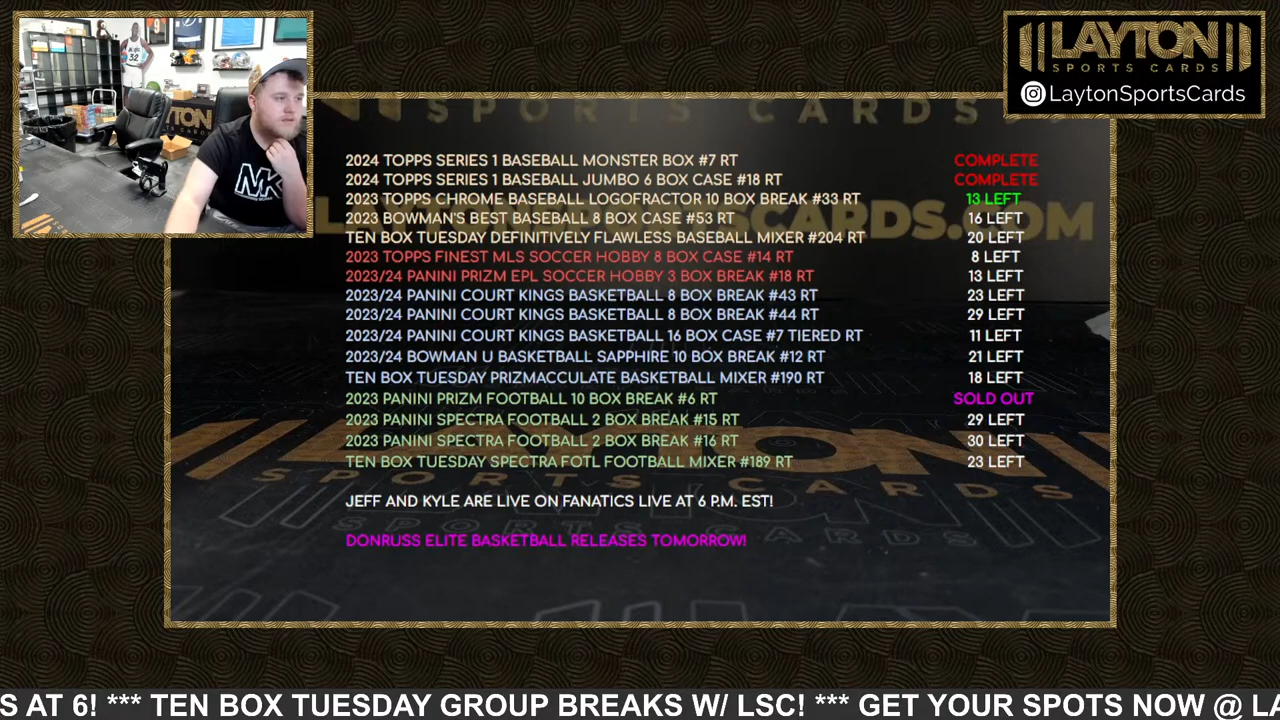 LAYTON
SPORTS CARDS
LaytonSportsCards
32
MK
LAYTON
SPORTS CARDS
2024 TOPPS SERIES 1 BASEBALL MONSTER BOX #7 RT COMPLETE
2024 TOPPS SERIES 1 BASEBALL JUMBO 6 BOX CASE #18 RT COMPLETE
2023 TOPPS CHROME BASEBALL LOGOFRACTOR 10 BOX BREAK #33 RT 13 LEFT
2023 BOWMAN'S BEST BASEBALL 8 BOX CASE #53 RT 16 LEFT
TEN BOX TUESDAY DEFINITIVELY FLAWLESS BASEBALL MIXER #204 RT 20 LEFT
2023 TOPPS FINEST MLS SOCCER HOBBY 8 BOX CASE #14 RT 8 LEFT
2023/24 PANINI PRIZM EPL SOCCER HOBBY 3 BOX BREAK #18 RT 13 LEFT
2023/24 PANINI COURT KINGS BASKETBALL 8 BOX BREAK #43 RT 23 LEFT
2023/24 PANINI COURT KINGS BASKETBALL 8 BOX BREAK #44 RT 29 LEFT
2023/24 PANINI COURT KINGS BASKETBALL 16 BOX CASE #7 TIERED RT 11 LEFT
2023/24 BOWMAN U BASKETBALL SAPPHIRE 10 BOX BREAK #12 RT 21 LEFT
TEN BOX TUESDAY PRIZMACCULATE BASKETBALL MIXER #190 RT 18 LEFT
2023 PANINI PRIZM FOOTBALL 10 BOX BREAK #6 RT SOLD OUT
2023 PANINI SPECTRA FOOTBALL 2 BOX BREAK #15 RT 29 LEFT
2023 PANINI SPECTRA FOOTBALL 2 BOX BREAK #16 RT 30 LEFT
TEN BOX TUESDAY SPECTRA FOTL FOOTBALL MIXER #189 RT 23 LEFT
JEFF AND KYLE ARE LIVE ON FANATICS LIVE AT 6 P.M. EST!
DONRUSS ELITE BASKETBALL RELEASES TOMORROW!
S AT 6! *** TEN BOX TUESDAY GROUP BREAKS W/ LSC! *** GET YOUR SPOTS NOW @ LA